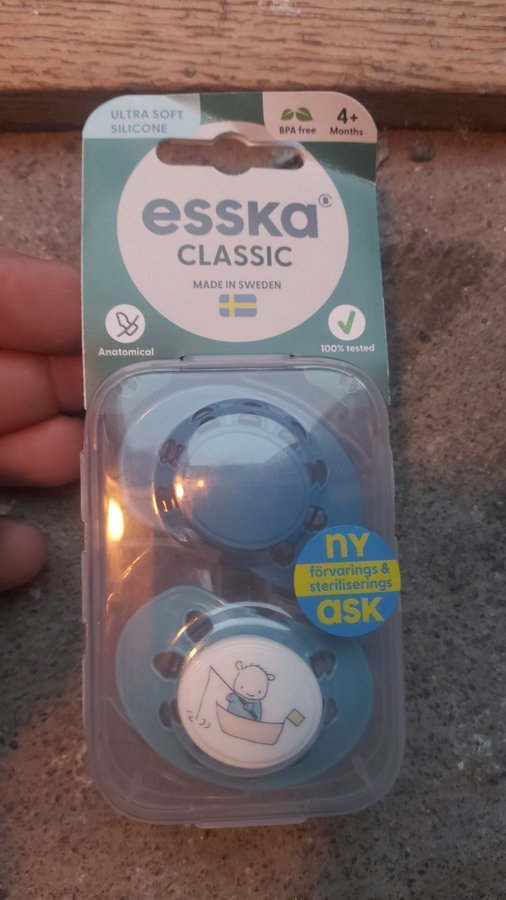 ULTRA SOFT
SILICONE
BPA free
4+
Months
esska®
CLASSIC
MADE IN SWEDEN
Anatomical
100% tested
NY
förvarings &
steriliserings
ASK